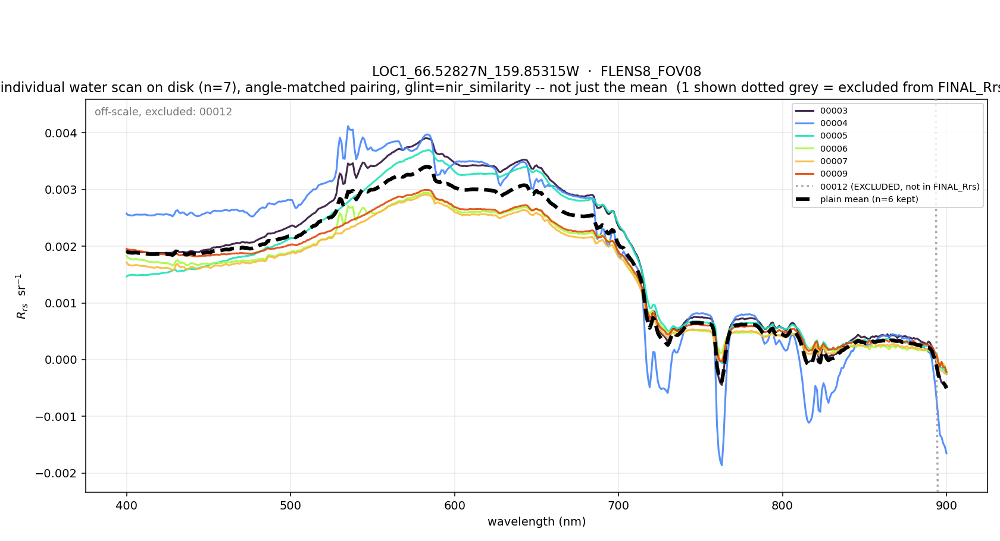 LOC1_66.52827N_159.85315W · FLENS8_FOV08
individual water scan on disk (n=7), angle-matched pairing, glint=nir_similarity -- not just the mean (1 shown dotted grey = excluded from FINAL_Rrs
off-scale, excluded: 00012
00003
00004
00005
00006
00007
00009
00012 (EXCLUDED, not in FINAL_Rrs)
plain mean (n=6 kept)
0.004
0.003
0.002
0.001
0.000
−0.001
−0.002
R_rs sr⁻¹
400 500 600 700 800 900
wavelength (nm)